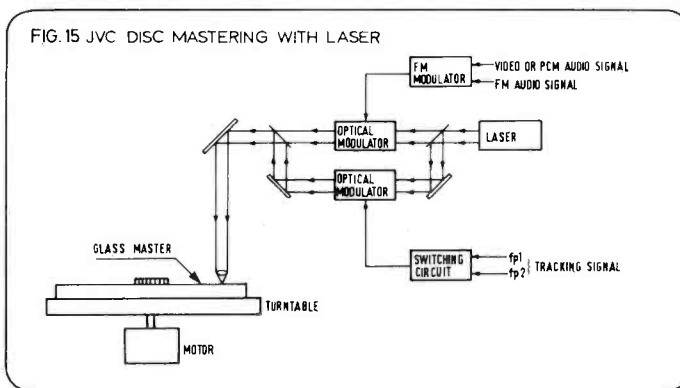 FIG. 15 JVC DISC MASTERING WITH LASER
FM
MODULATOR
VIDEO OR PCM AUDIO SIGNAL
FM AUDIO SIGNAL
OPTICAL
MODULATOR
LASER
OPTICAL
MODULATOR
GLASS MASTER
SWITCHING
CIRCUIT
fp1
fp2
TRACKING SIGNAL
TURNTABLE
MOTOR